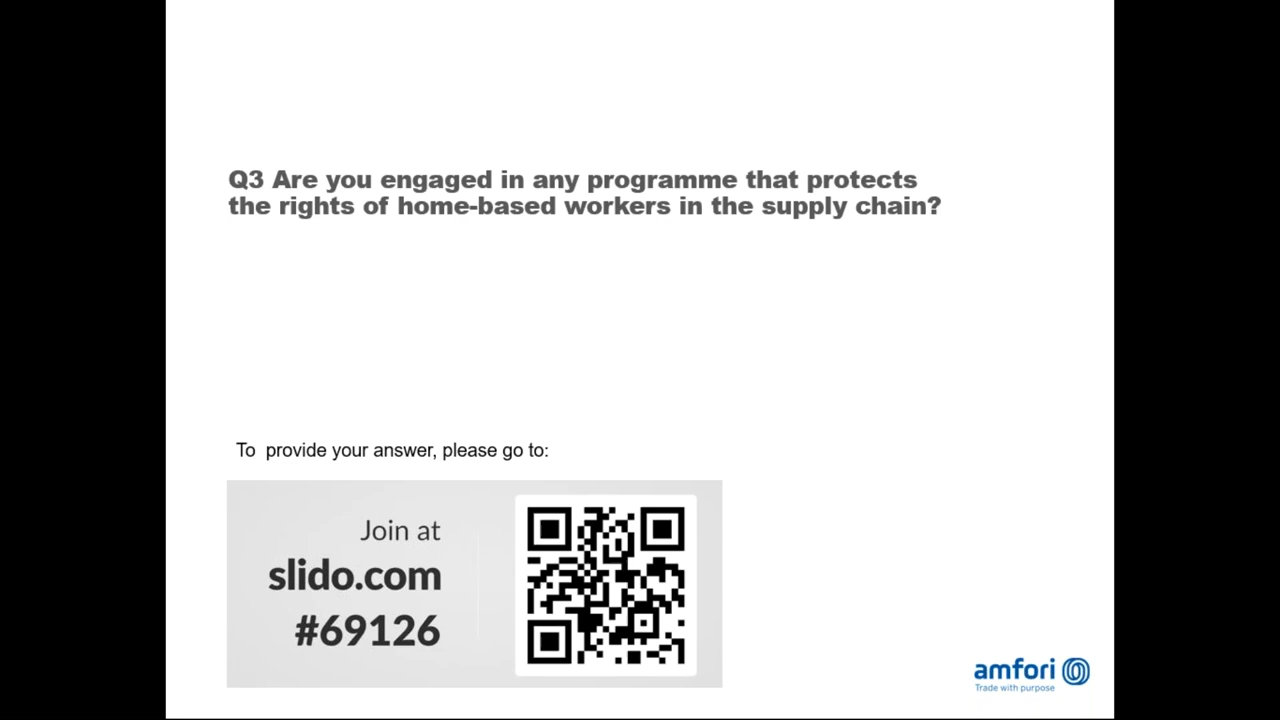 Q3 Are you engaged in any programme that protects
the rights of home-based workers in the supply chain?
To  provide your answer, please go to:
Join at
slido.com
#69126
amfori
Trade with purpose